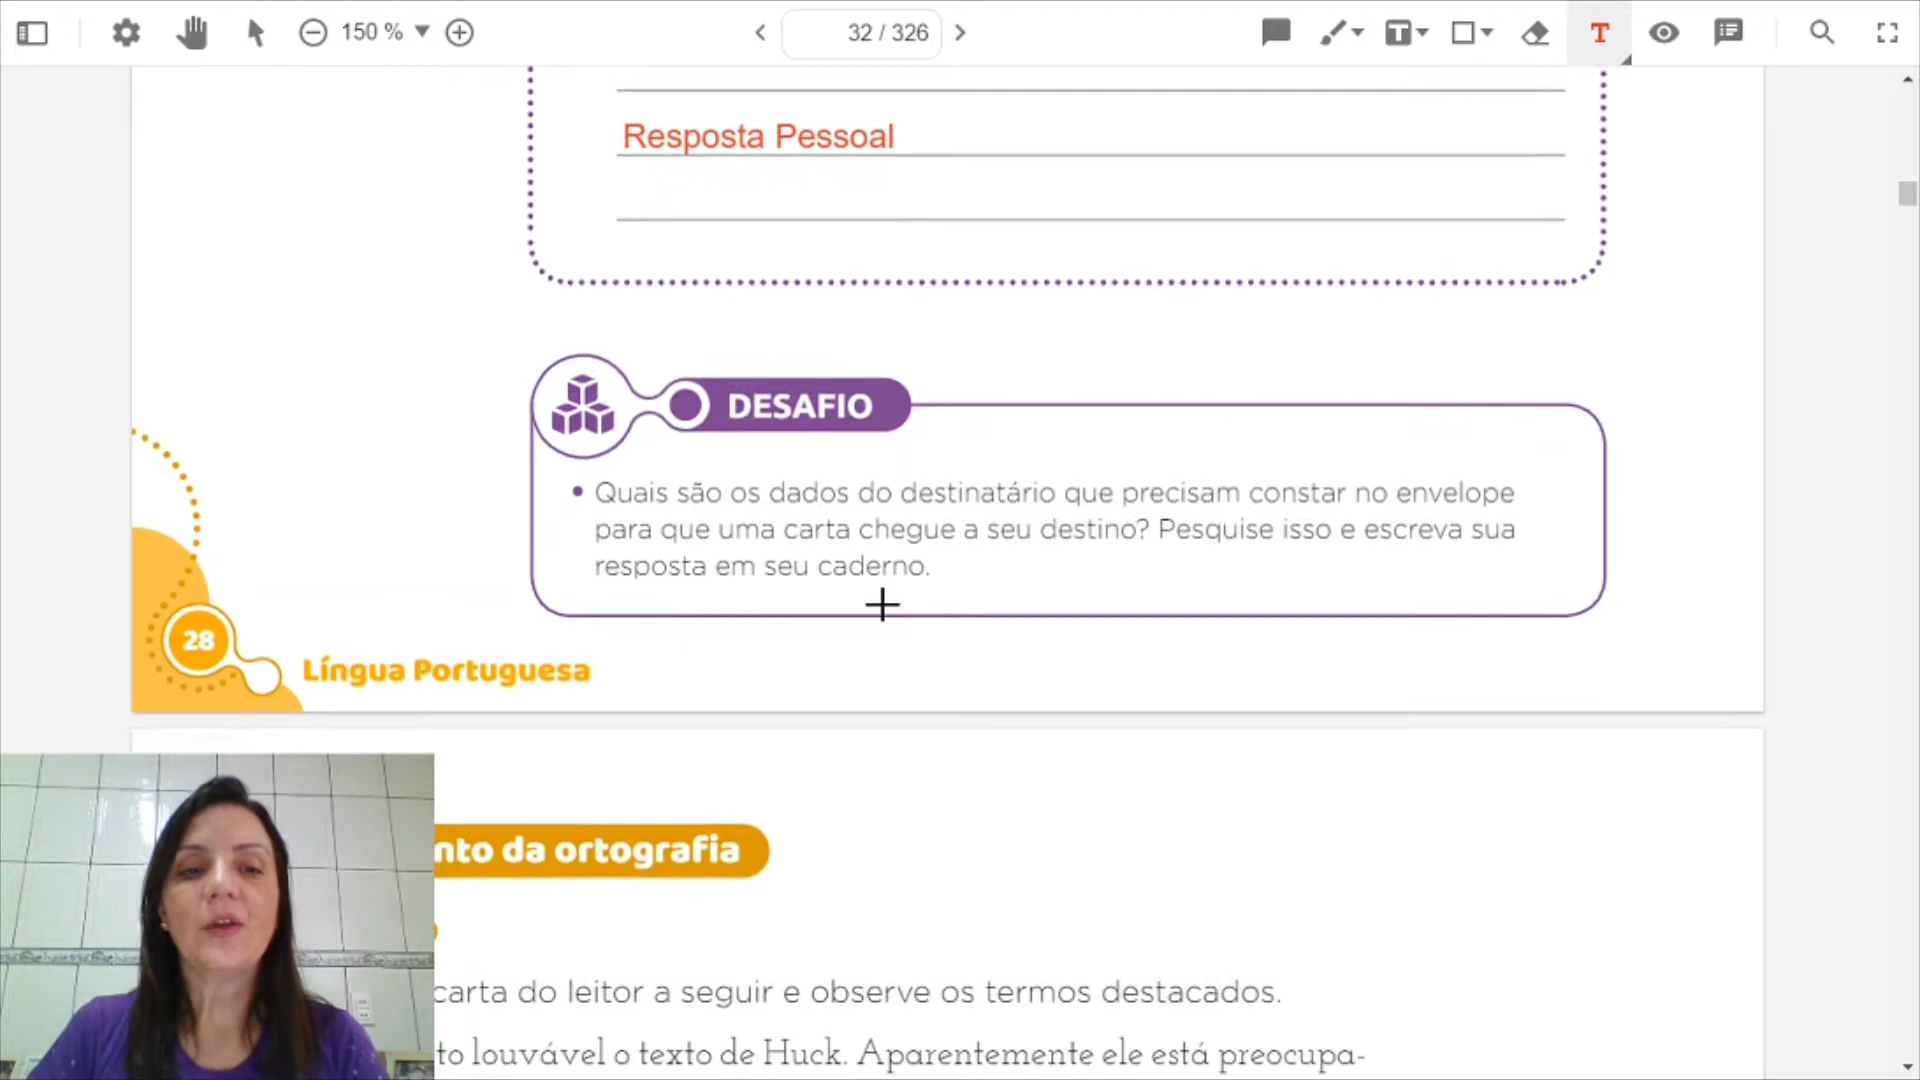 150 %
32 / 326
T
T
Resposta Pessoal
DESAFIO
• Quais são os dados do destinatário que precisam constar no envelope
para que uma carta chegue a seu destino? Pesquise isso e escreva sua
resposta em seu caderno.
28
Língua Portuguesa
nto da ortografia
carta do leitor a seguir e observe os termos destacados.
to louvável o texto de Huck. Aparentemente ele está preocupa-